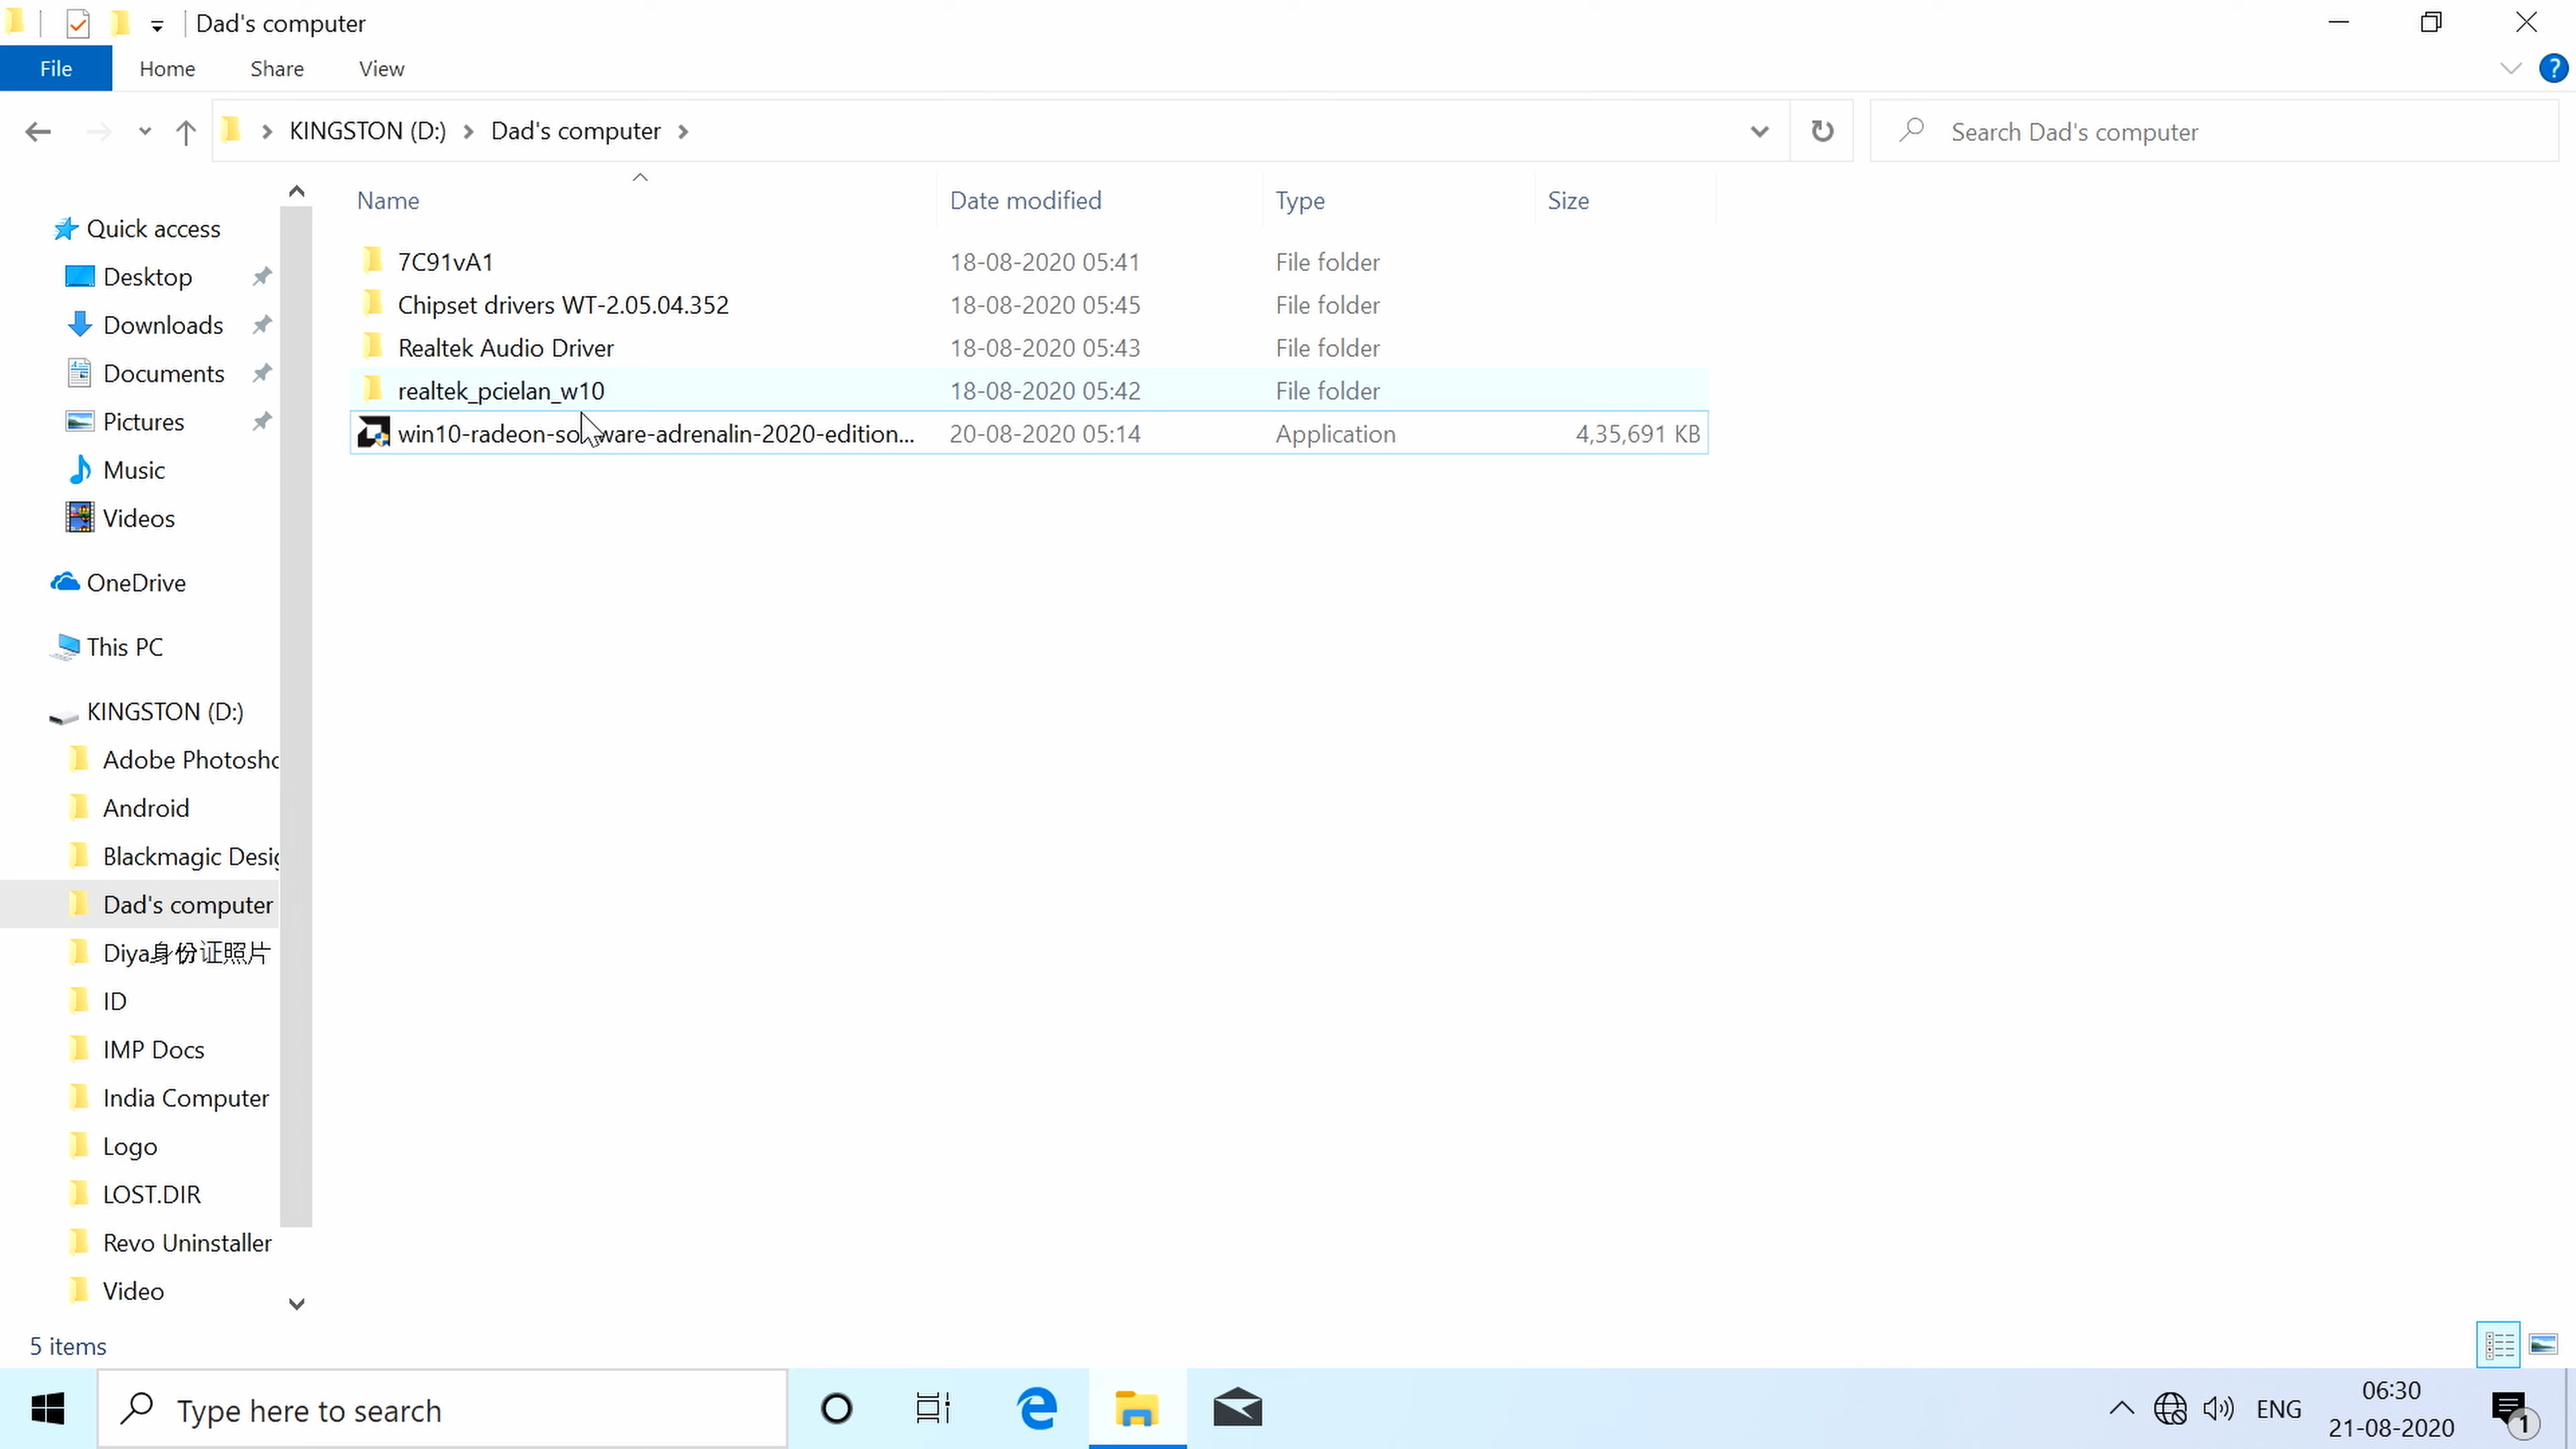 Dad's computer
File Home Share View
KINGSTON (D:) Dad's computer
Search Dad's computer
Name Date modified Type Size
7C91vA1 18-08-2020 05:41 File folder
Chipset drivers WT-2.05.04.352 18-08-2020 05:45 File folder
Realtek Audio Driver 18-08-2020 05:43 File folder
realtek_pcielan_w10 18-08-2020 05:42 File folder
win10-radeon-software-adrenalin-2020-edition... 20-08-2020 05:14 Application 4,35,691 KB
Quick access
Desktop
Downloads
Documents
Pictures
Music
Videos
OneDrive
This PC
KINGSTON (D:)
Adobe Photosho
Android
Blackmagic Desig
Dad's computer
Diya身份证照片
ID
IMP Docs
India Computer
Logo
LOST.DIR
Revo Uninstaller
Video
5 items
Type here to search
ENG
06:30
21-08-2020
1